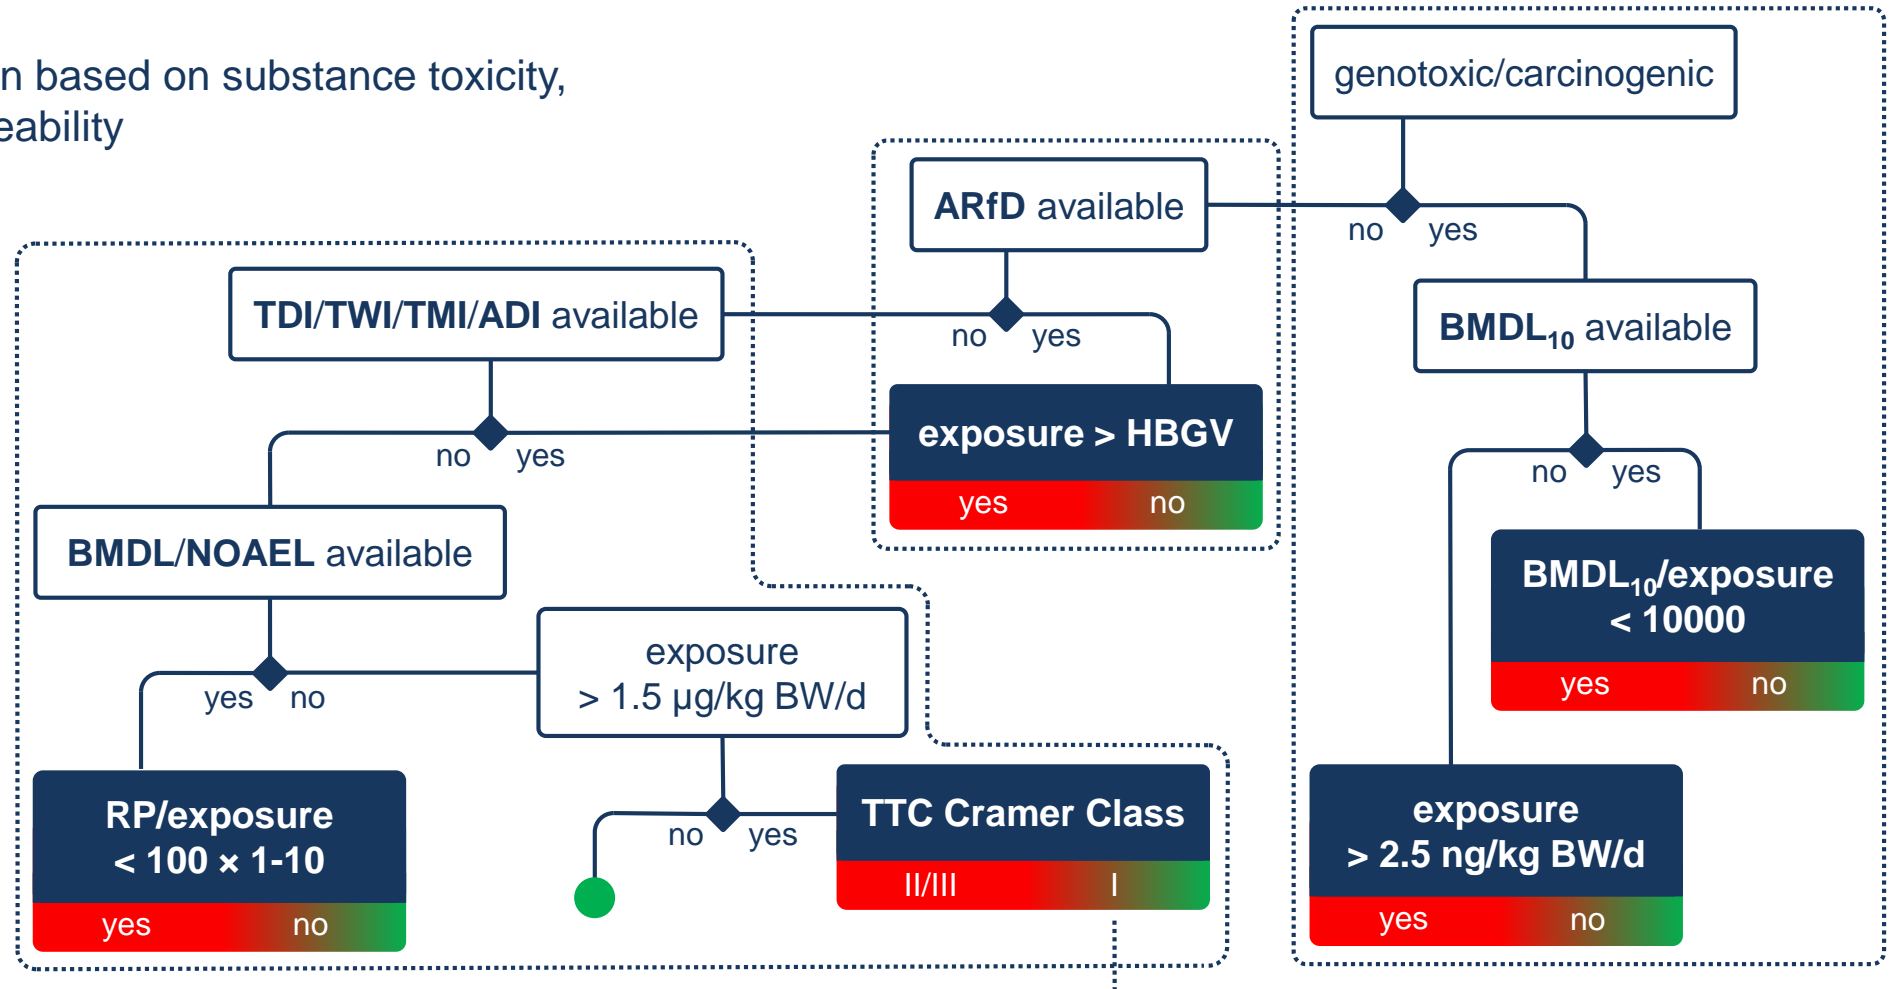 n based on substance toxicity,
eability
genotoxic/carcinogenic
no yes
ARfD available
no yes
BMDL10 available
no yes
TDI/TWI/TMI/ADI available
no yes
exposure > HBGV
yes no
BMDL/NOAEL available
yes no
exposure
> 1.5 µg/kg BW/d
no yes
BMDL10/exposure
< 10000
yes no
RP/exposure
< 100 × 1-10
yes no
TTC Cramer Class
II/III I
exposure
> 2.5 ng/kg BW/d
yes no